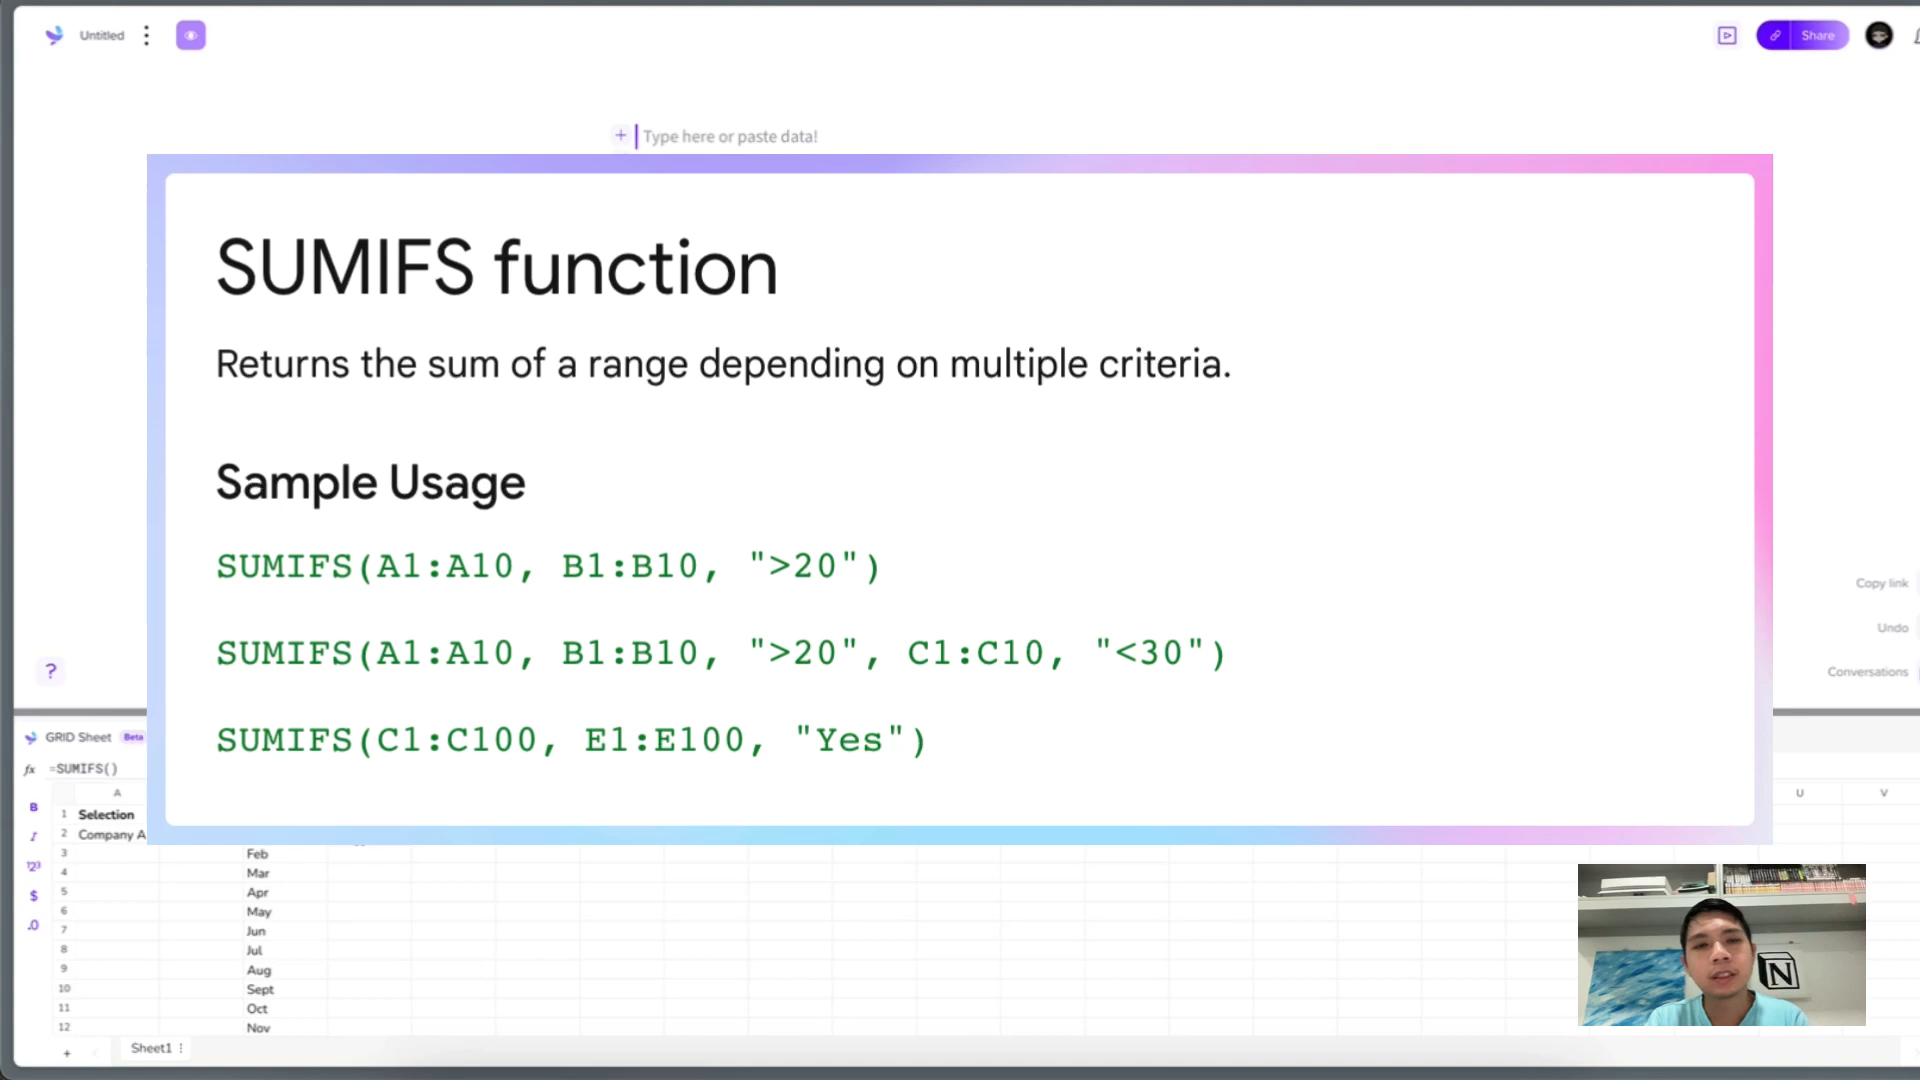 Untitled
Share
Type here or paste data!
SUMIFS function
Returns the sum of a range depending on multiple criteria.
Sample Usage
SUMIFS(A1:A10, B1:B10, ">20")
SUMIFS(A1:A10, B1:B10, ">20", C1:C10, "<30")
SUMIFS(C1:C100, E1:E100, "Yes")
Copy link
Undo
Conversations
?
GRID Sheet Beta
fx =SUMIFS()
A U V
B 1 Selection
I 2 Company A
123 3 Feb
4 Mar
$ 5 Apr
6 May
.0 7 Jun
8 Jul
9 Aug
10 Sept
11 Oct
12 Nov
+ Sheet1
N